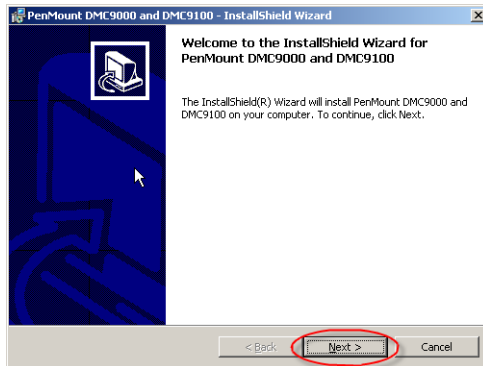 PenMount DMC9000 and DMC9100 - InstallShield Wizard
Welcome to the InstallShield Wizard for
PenMount DMC9000 and DMC9100
The InstallShield(R) Wizard will install PenMount DMC9000 and
DMC9100 on your computer. To continue, click Next.
< Back
Next >
Cancel